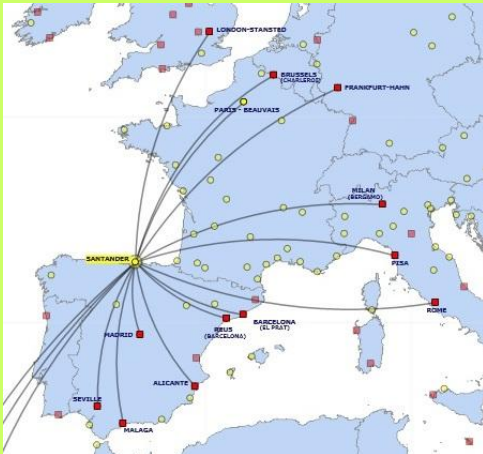 LONDON-STANSTED
BRUSSELS
(CHARLEROI)
FRANKFURT-HAHN
PARIS - BEAUVAIS
MILAN
(BERGAMO)
SANTANDER
PISA
ROME
BARCELONA
(EL PRAT)
REUS
(BARCELONA)
MADRID
ALICANTE
SEVILLE
MALAGA